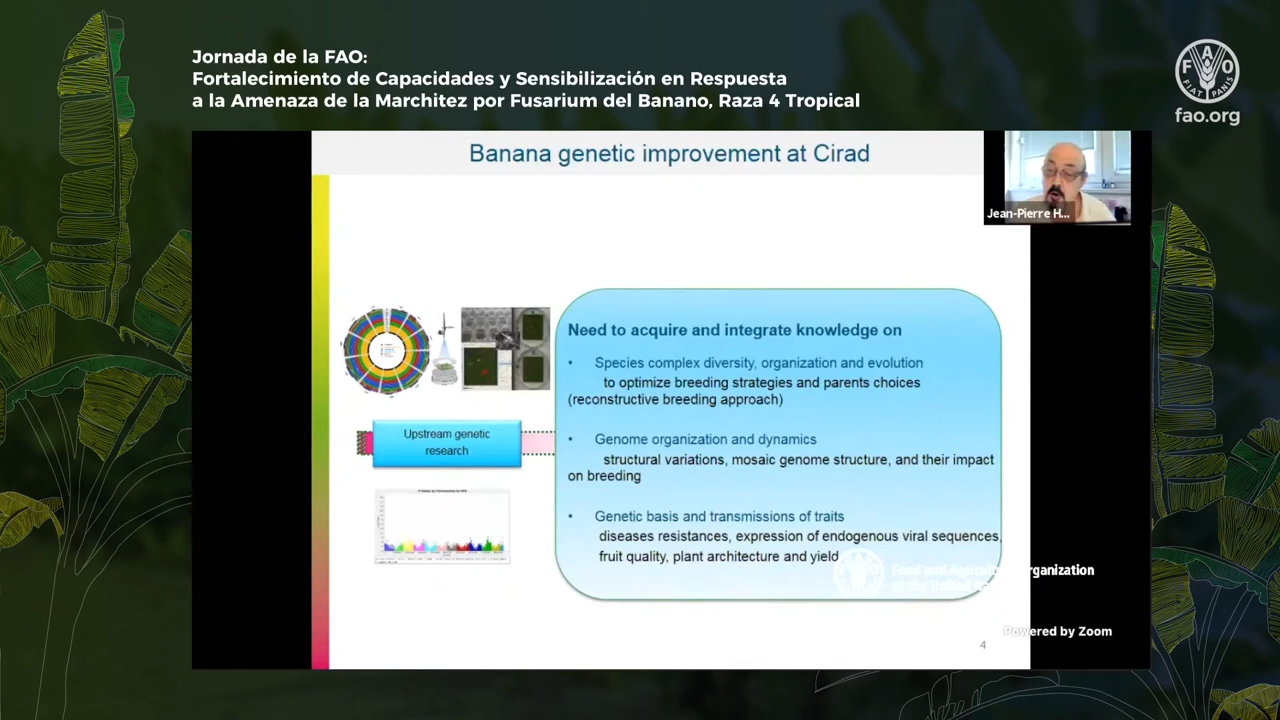 Jornada de la FAO:
Fortalecimiento de Capacidades y Sensibilización en Respuesta
a la Amenaza de la Marchitez por Fusarium del Banano, Raza 4 Tropical
F A O
FIAT PANIS
fao.org
Banana genetic improvement at Cirad
Jean-Pierre H...
Need to acquire and integrate knowledge on
• Species complex diversity, organization and evolution
to optimize breeding strategies and parents choices
(reconstructive breeding approach)
Upstream genetic
research
• Genome organization and dynamics
structural variations, mosaic genome structure, and their impact
on breeding
• Genetic basis and transmissions of traits
diseases resistances, expression of endogenous viral sequences,
fruit quality, plant architecture and yield
Food and Agriculture Organization
of the United
Powered by Zoom
4